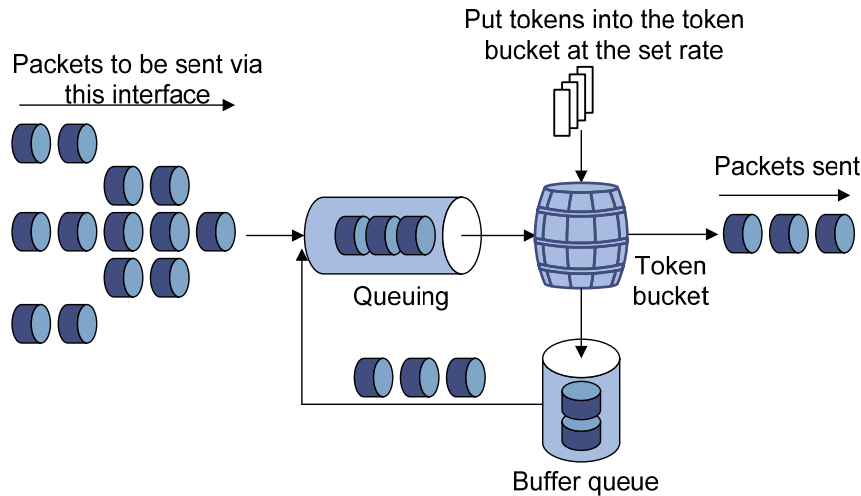 Packets to be sent via
this interface
Put tokens into the token
bucket at the set rate
Packets sent
Queuing
Token
bucket
Buffer queue